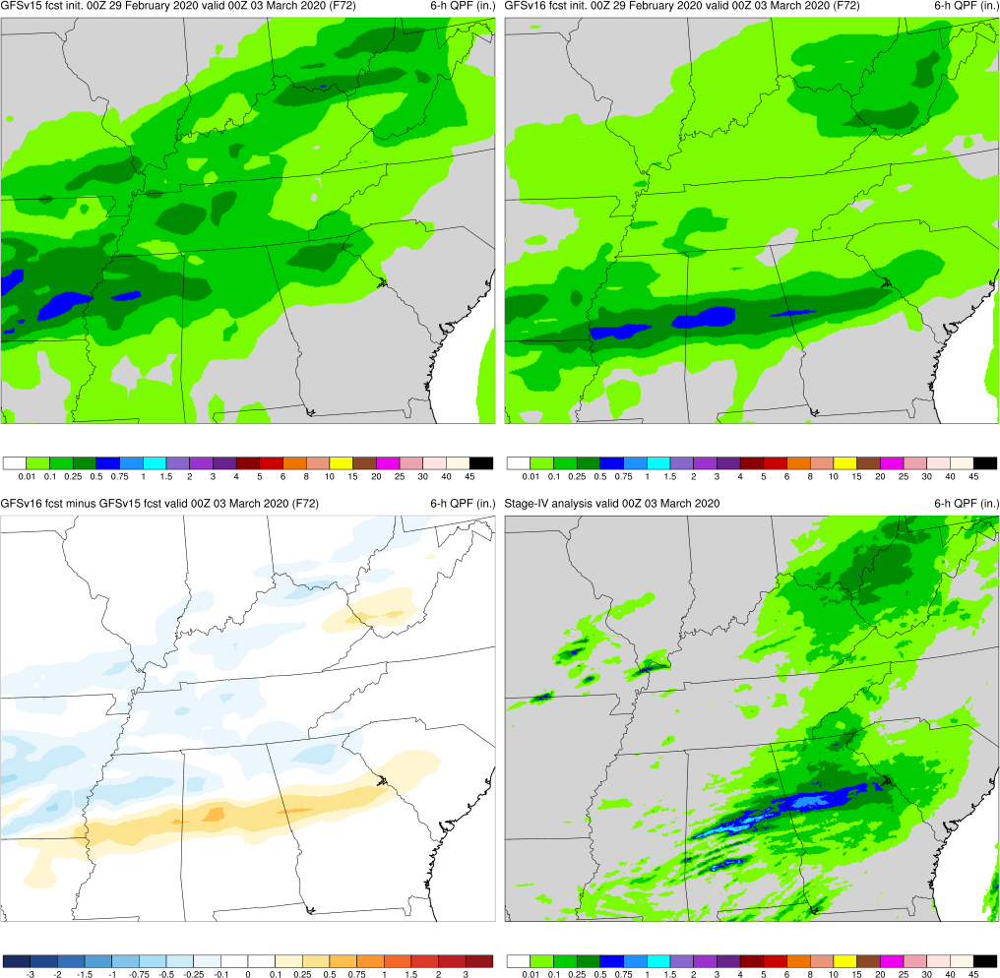 GFSv15 fcst init. 00Z 29 February 2020 valid 00Z 03 March 2020 (F72) 6-h QPF (in.)
GFSv16 fcst init. 00Z 29 February 2020 valid 00Z 03 March 2020 (F72) 6-h QPF (in.)
0.01 0.1 0.25 0.5 0.75 1 1.5 2 3 4 5 6 8 10 15 20 25 30 40 45
0.01 0.1 0.25 0.5 0.75 1 1.5 2 3 4 5 6 8 10 15 20 25 30 40 45
GFSv16 fcst minus GFSv15 fcst valid 00Z 03 March 2020 (F72) 6-h QPF (in.)
Stage-IV analysis valid 00Z 03 March 2020 6-h QPF (in.)
-3 -2 -1.5 -1 -0.75 -0.5 -0.25 -0.1 0 0.1 0.25 0.5 0.75 1 1.5 2 3
0.01 0.1 0.25 0.5 0.75 1 1.5 2 3 4 5 6 8 10 15 20 25 30 40 45